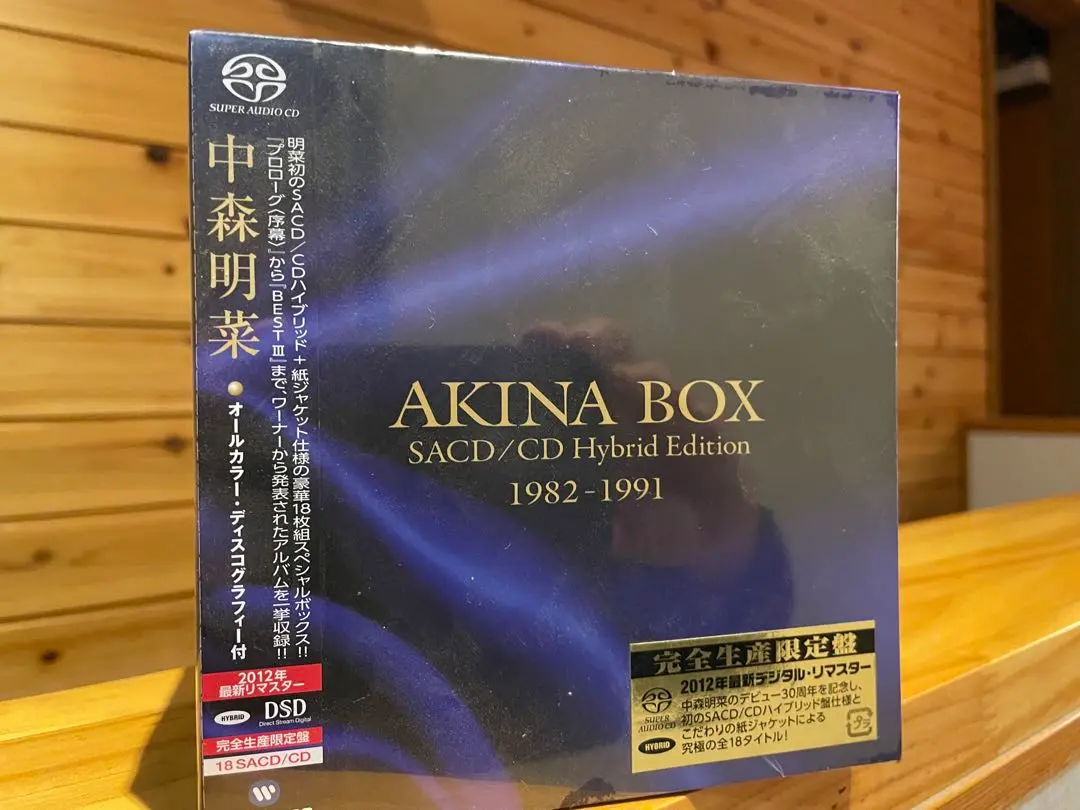 SUPER AUDIO CD
中森明菜
●オールカラー・ディスコグラフィー付
明菜初のSACD/CDハイブリッド+紙ジャケット仕様の豪華18枚組スペシャルボックス!!
『プロローグ〈序幕〉』から『BEST Ⅲ』まで、ワーナーから発表されたアルバムを一挙収録!!
2012年
最新リマスター
HYBRID
DSD
Direct Stream Digital
完全生産限定盤
18 SACD/CD
AKINA BOX
SACD/CD Hybrid Edition
1982-1991
完全生産限定盤
2012年最新デジタル・リマスター
中森明菜のデビュー30周年を記念し、
初のSACD/CDハイブリッド盤仕様と
こだわりの紙ジャケットによる
究極の全18タイトル!
SUPER AUDIO CD
HYBRID
プラ